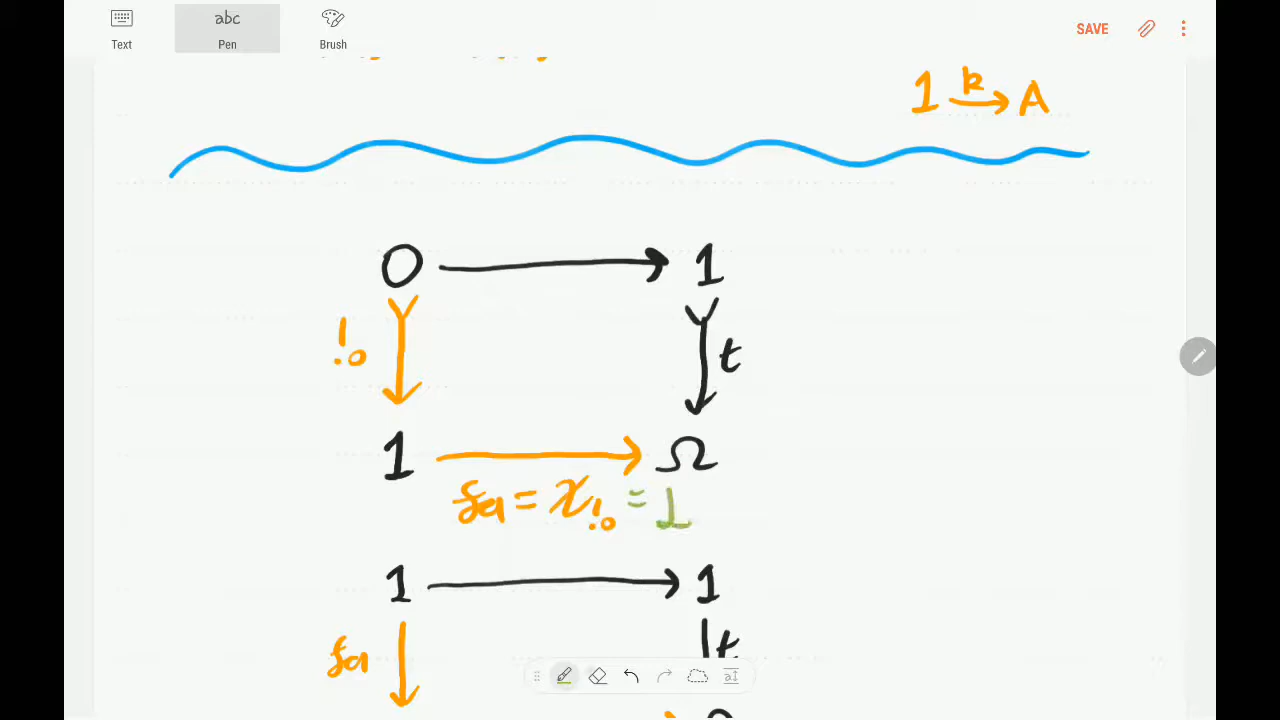 Text
abc
Pen
Brush
SAVE
1 k A
0 1
!₀ t
1 Ω
fa = χ!₀ = ⊥
1 1
fa t